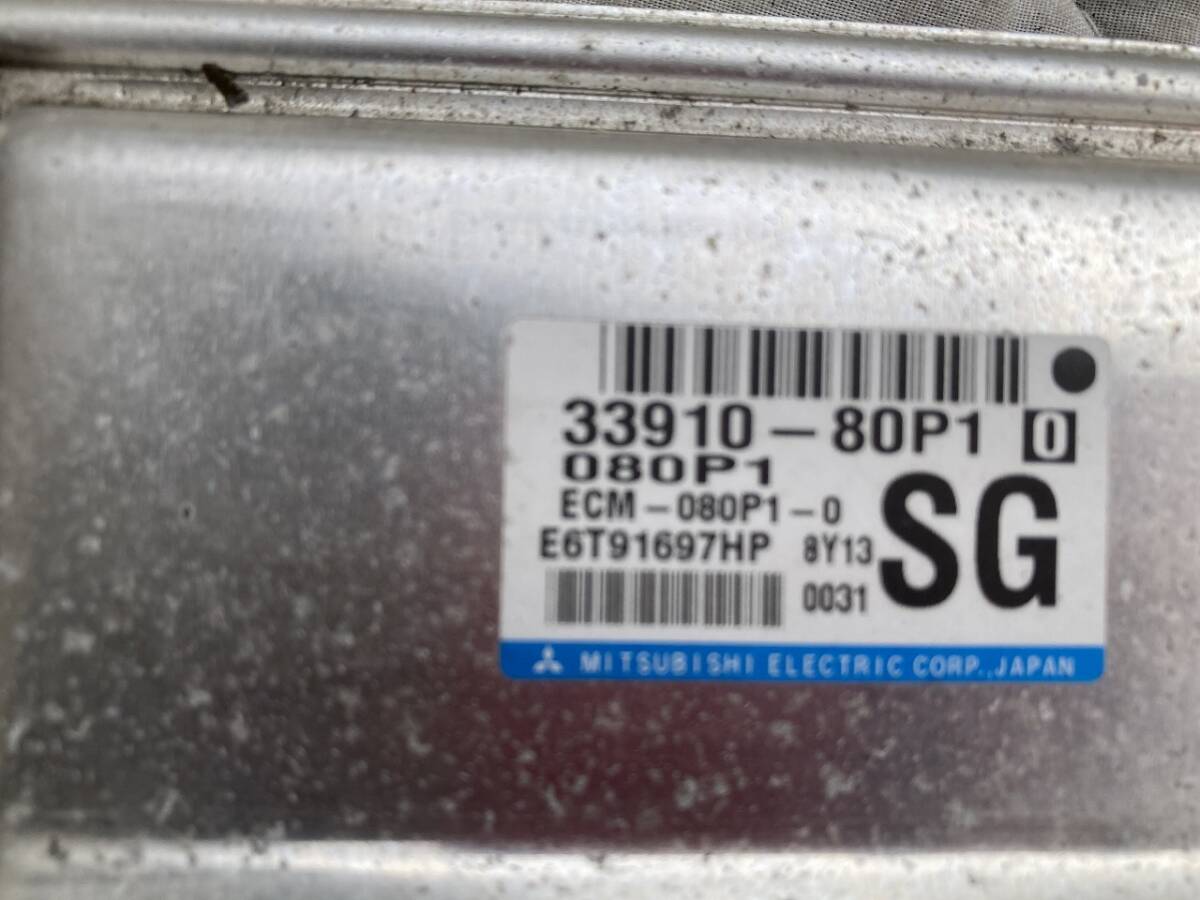 33910-80P1 0
080P1
ECM-080P1-0
SG
E6T91697HP 8Y13
0031
MITSUBISHI ELECTRIC CORP.,JAPAN